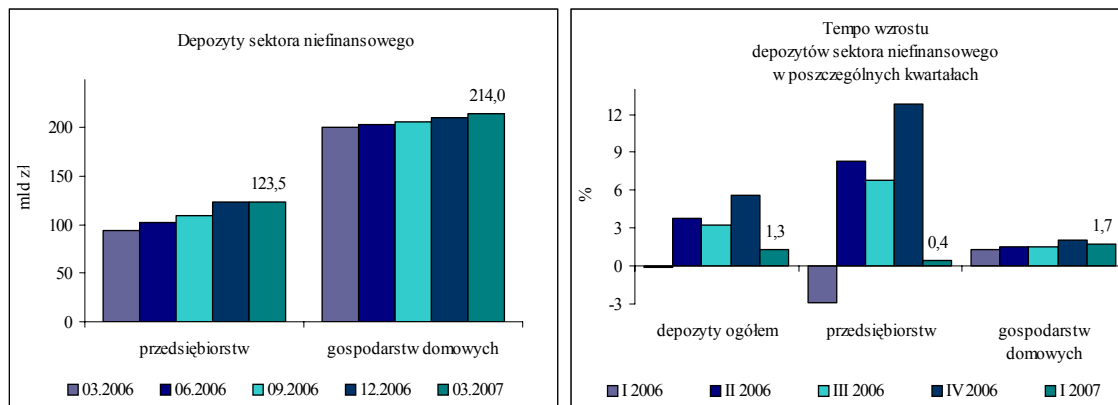 Depozyty sektora niefinansowego
mld zł
200
150
100
50
0
123,5
214,0
przedsiębiorstw
gospodarstw domowych
03.2006
06.2006
09.2006
12.2006
03.2007
Tempo wzrostu
depozytów sektora niefinansowego
w poszczególnych kwartałach
%
12
9
6
3
0
-3
1,3
0,4
1,7
depozyty ogółem
przedsiębiorstw
gospodarstw
domowych
I 2006
II 2006
III 2006
IV 2006
I 2007